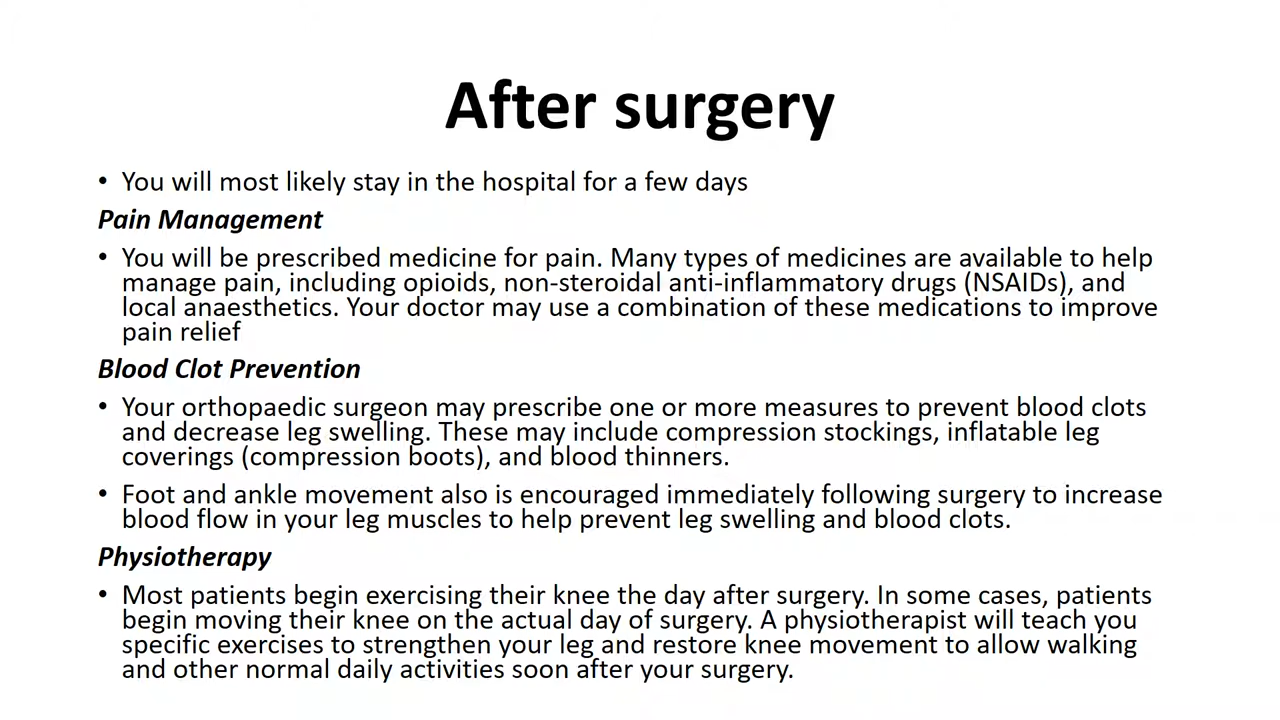 After surgery
• You will most likely stay in the hospital for a few days
Pain Management
• You will be prescribed medicine for pain. Many types of medicines are available to help
manage pain, including opioids, non-steroidal anti-inflammatory drugs (NSAIDs), and
local anaesthetics. Your doctor may use a combination of these medications to improve
pain relief
Blood Clot Prevention
• Your orthopaedic surgeon may prescribe one or more measures to prevent blood clots
and decrease leg swelling. These may include compression stockings, inflatable leg
coverings (compression boots), and blood thinners.
• Foot and ankle movement also is encouraged immediately following surgery to increase
blood flow in your leg muscles to help prevent leg swelling and blood clots.
Physiotherapy
• Most patients begin exercising their knee the day after surgery. In some cases, patients
begin moving their knee on the actual day of surgery. A physiotherapist will teach you
specific exercises to strengthen your leg and restore knee movement to allow walking
and other normal daily activities soon after your surgery.